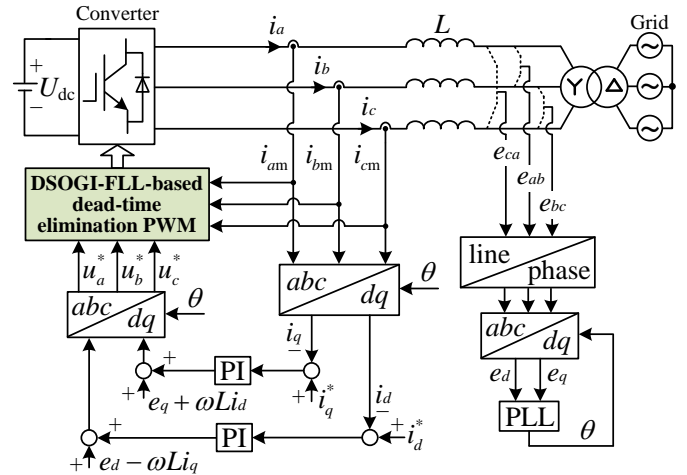 Converter
i_a
L
Grid
i_b
i_c
+
U_dc
−
Y
Δ
~
~
~
i_am
i_bm
i_cm
e_ca
e_ab
e_bc
DSOGI-FLL-based
dead-time
elimination PWM
u_a^*
u_b^*
u_c^*
line
phase
abc
dq
θ
abc
dq
θ
abc
dq
i_q
−
e_d
e_q
+
PI
+
e_q + ωLi_d
+
i_q^*
i_d
−
PLL
θ
+
PI
+
i_d^*
+
e_d − ωLi_q